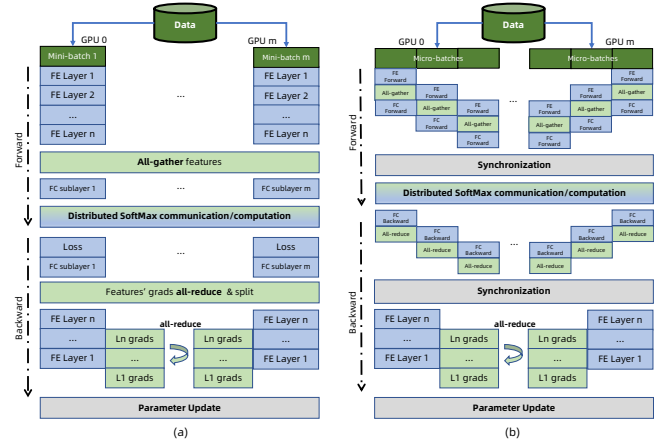 Data
GPU 0
GPU m
Mini-batch 1
Mini-batch m
FE Layer 1
FE Layer 1
FE Layer 2
...
FE Layer 2
...
...
FE Layer n
FE Layer n
Forward
All-gather features
FC sublayer 1
...
FC sublayer m
Distributed SoftMax communication/computation
Loss
...
Loss
FC sublayer 1
FC sublayer m
Features' grads all-reduce & split
Backward
FE Layer n
all-reduce
FE Layer n
Ln grads
Ln grads
...
...
...
...
FE Layer 1
FE Layer 1
L1 grads
L1 grads
Parameter Update
(a)
Data
GPU 0
GPU m
Micro-batches
Micro-batches
FE
Forward
All-gather
FC
Forward
FE
Forward
All-gather
FC
Forward
FE
Forward
All-gather
FC
Forward
...
FE
Forward
All-gather
FC
Forward
FE
Forward
All-gather
FC
Forward
FE
Forward
All-gather
FC
Forward
Forward
Synchronization
Distributed SoftMax communication/computation
FC
Backward
All-reduce
FC
Backward
All-reduce
FC
Backward
All-reduce
...
FC
Backward
All-reduce
FC
Backward
All-reduce
FC
Backward
All-reduce
Backward
Synchronization
FE Layer n
all-reduce
FE Layer n
Ln grads
Ln grads
...
...
...
...
FE Layer 1
FE Layer 1
L1 grads
L1 grads
Parameter Update
(b)